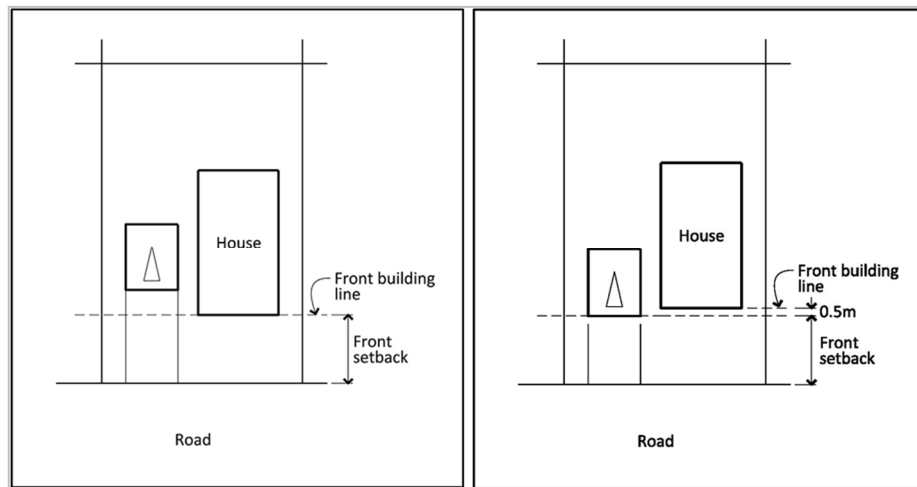 House
Front building
line
Front
setback
Road
House
Front building
line
0.5m
Front
setback
Road